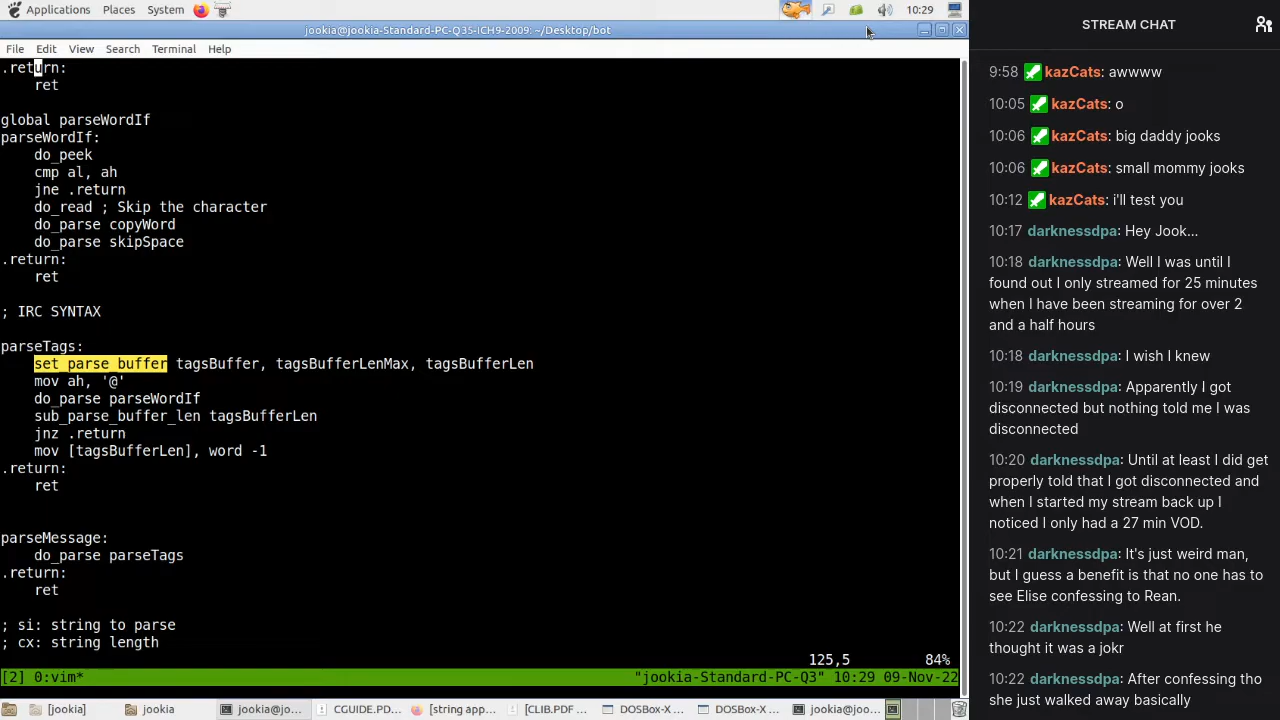 Applications Places System 10:29
jookia@jookia-Standard-PC-Q35-ICH9-2009: ~/Desktop/bot
File Edit View Search Terminal Help
.return:
ret
global parseWordIf
parseWordIf:
do_peek
cmp al, ah
jne .return
do_read ; Skip the character
do_parse copyWord
do_parse skipSpace
.return:
ret
; IRC SYNTAX
parseTags:
set_parse_buffer tagsBuffer, tagsBufferLenMax, tagsBufferLen
mov ah, '@'
do_parse parseWordIf
sub_parse_buffer_len tagsBufferLen
jnz .return
mov [tagsBufferLen], word -1
.return:
ret
parseMessage:
do_parse parseTags
.return:
ret
; si: string to parse
; cx: string length
125,5 84%
[2] 0:vim* "jookia-Standard-PC-Q3" 10:29 09-Nov-22
[jookia] jookia jookia@jo... CGUIDE.PD... [string app... [CLIB.PDF ... DOSBox-X ... DOSBox-X ... jookia@joo...
STREAM CHAT
9:58 kazCats: awwww
10:05 kazCats: o
10:06 kazCats: big daddy jooks
10:06 kazCats: small mommy jooks
10:12 kazCats: i'll test you
10:17 darknessdpa: Hey Jook...
10:18 darknessdpa: Well I was until I
found out I only streamed for 25 minutes
when I have been streaming for over 2
and a half hours
10:18 darknessdpa: I wish I knew
10:19 darknessdpa: Apparently I got
disconnected but nothing told me I was
disconnected
10:20 darknessdpa: Until at least I did get
properly told that I got disconnected and
when I started my stream back up I
noticed I only had a 27 min VOD.
10:21 darknessdpa: It's just weird man,
but I guess a benefit is that no one has to
see Elise confessing to Rean.
10:22 darknessdpa: Well at first he
thought it was a jokr
10:22 darknessdpa: After confessing tho
she just walked away basically